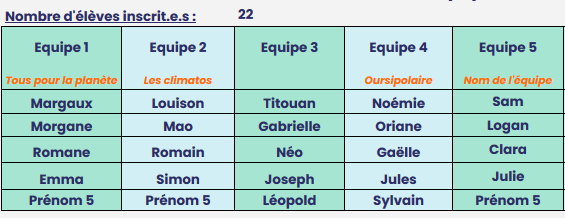 Nombre d'élèves inscrit.e.s : 22
Equipe 1 Equipe 2 Equipe 3 Equipe 4 Equipe 5
Tous pour la planète Les climatos Oursipolaire Nom de l'équipe
Margaux Louison Titouan Noémie Sam
Morgane Mao Gabrielle Oriane Logan
Romane Romain Néo Gaëlle Clara
Emma Simon Joseph Jules Julie
Prénom 5 Prénom 5 Léopold Sylvain Prénom 5